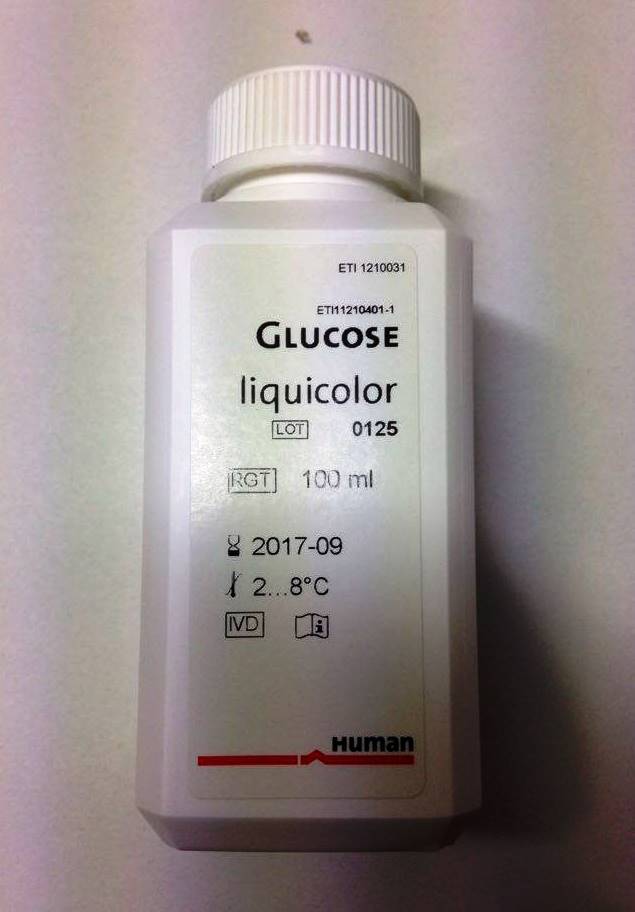 ETI 1210031
ETI11210401-1
GLUCOSE
liquicolor
LOT 0125
RGT 100 ml
2017-09
2...8°C
IVD i
Human